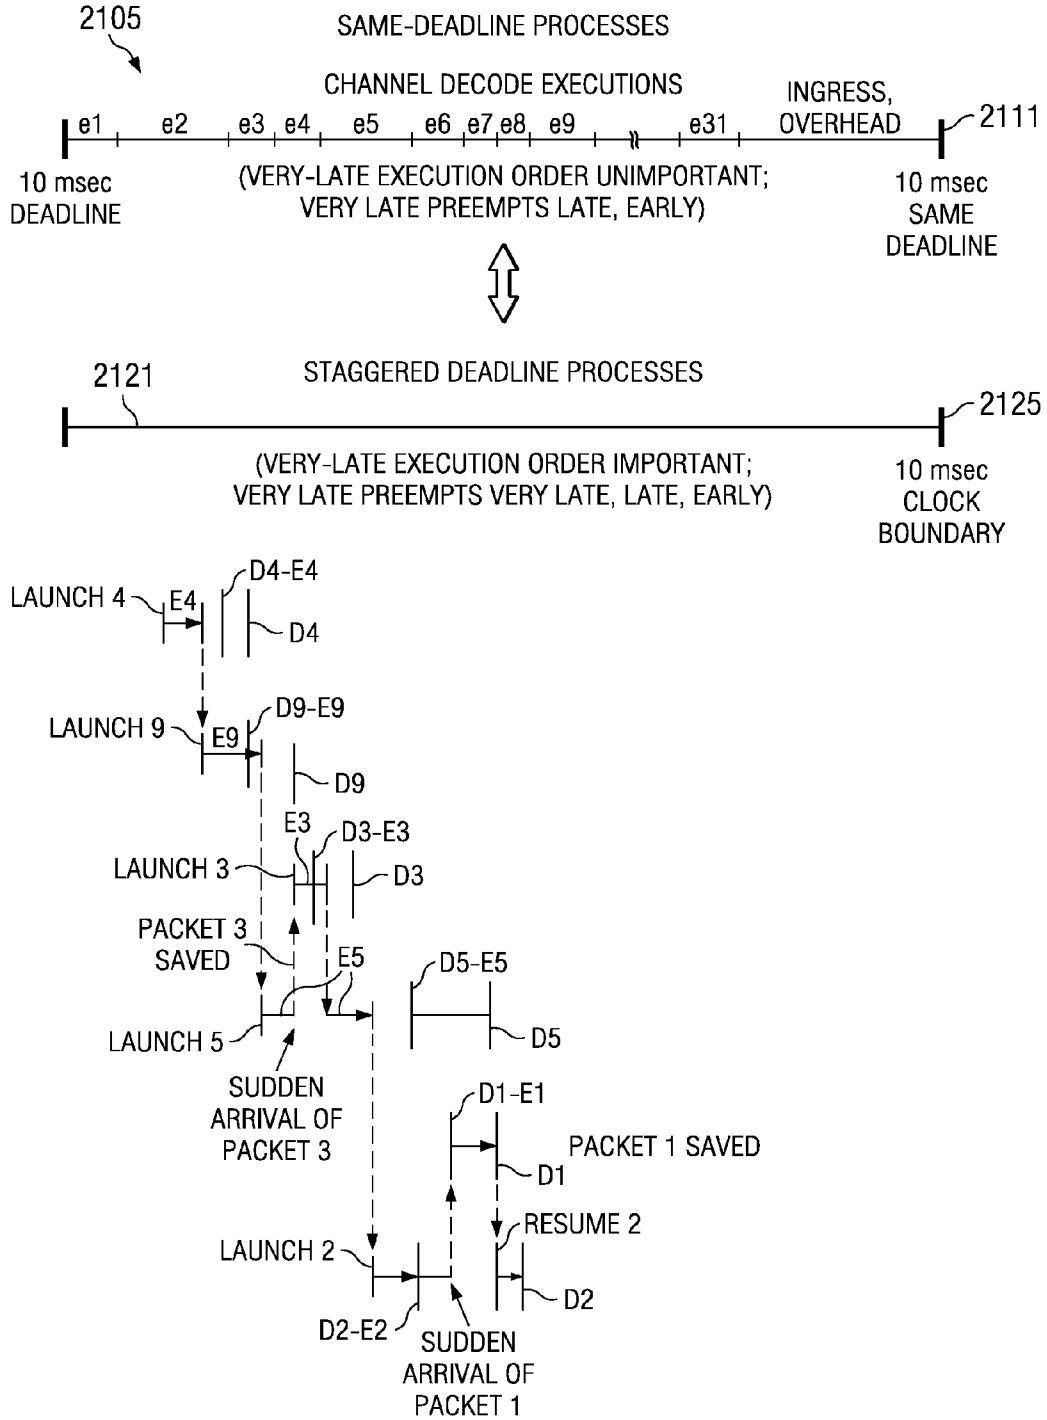 2105
SAME-DEADLINE PROCESSES
CHANNEL DECODE EXECUTIONS
INGRESS,
OVERHEAD
e1 e2 e3 e4 e5 e6 e7 e8 e9 e31
2111
10 msec
DEADLINE
(VERY-LATE EXECUTION ORDER UNIMPORTANT;
VERY LATE PREEMPTS LATE, EARLY)
10 msec
SAME
DEADLINE
STAGGERED DEADLINE PROCESSES
2121
2125
(VERY-LATE EXECUTION ORDER IMPORTANT;
VERY LATE PREEMPTS VERY LATE, LATE, EARLY)
10 msec
CLOCK
BOUNDARY
LAUNCH 4
E4
D4-E4
D4
LAUNCH 9
E9
D9-E9
D9
E3
D3-E3
LAUNCH 3
D3
PACKET 3
SAVED
E5
D5-E5
LAUNCH 5
D5
SUDDEN
ARRIVAL OF
PACKET 3
D1-E1
PACKET 1 SAVED
D1
RESUME 2
LAUNCH 2
D2
D2-E2
SUDDEN
ARRIVAL OF
PACKET 1